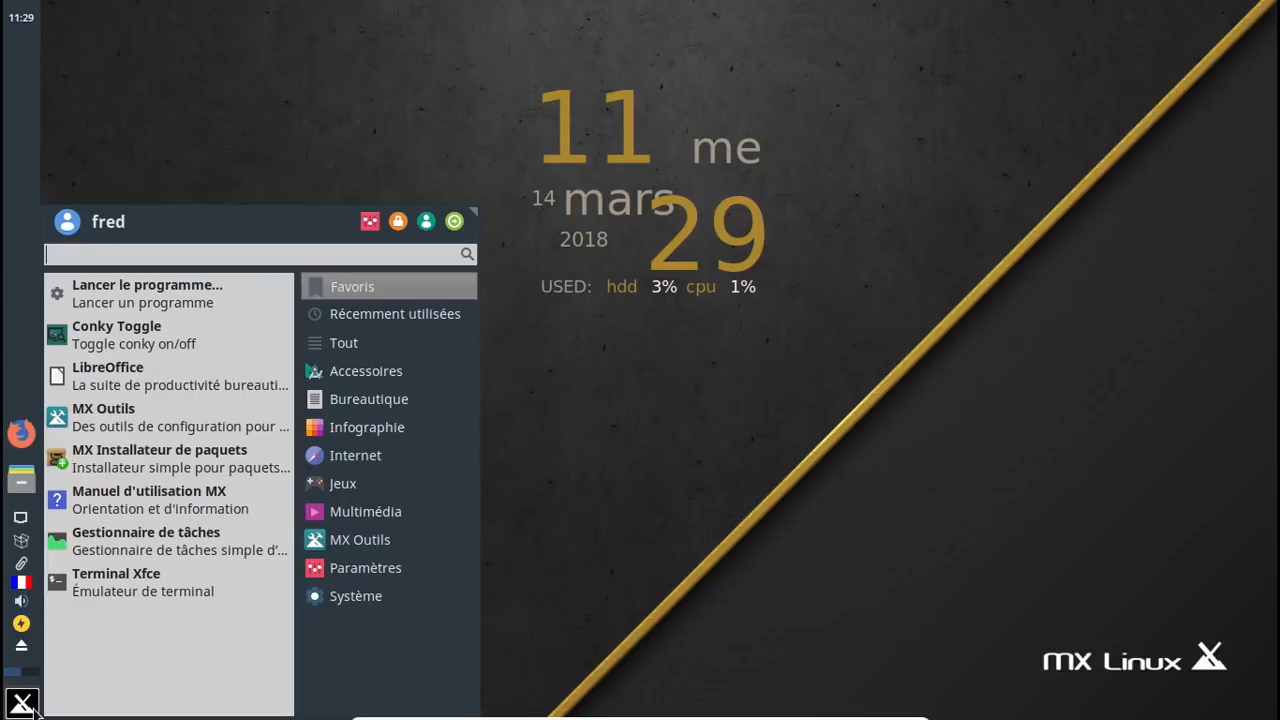 11:29
11 me
14 mars
29
2018
USED: hdd 3% cpu 1%
fred
Lancer le programme...
Lancer un programme
Conky Toggle
Toggle conky on/off
LibreOffice
La suite de productivité bureauti...
MX Outils
Des outils de configuration pour ...
MX Installateur de paquets
Installateur simple pour paquets...
Manuel d'utilisation MX
Orientation et d'information
Gestionnaire de tâches
Gestionnaire de tâches simple d'...
Terminal Xfce
Émulateur de terminal
Favoris
Récemment utilisées
Tout
Accessoires
Bureautique
Infographie
Internet
Jeux
Multimédia
MX Outils
Paramètres
Système
MX Linux